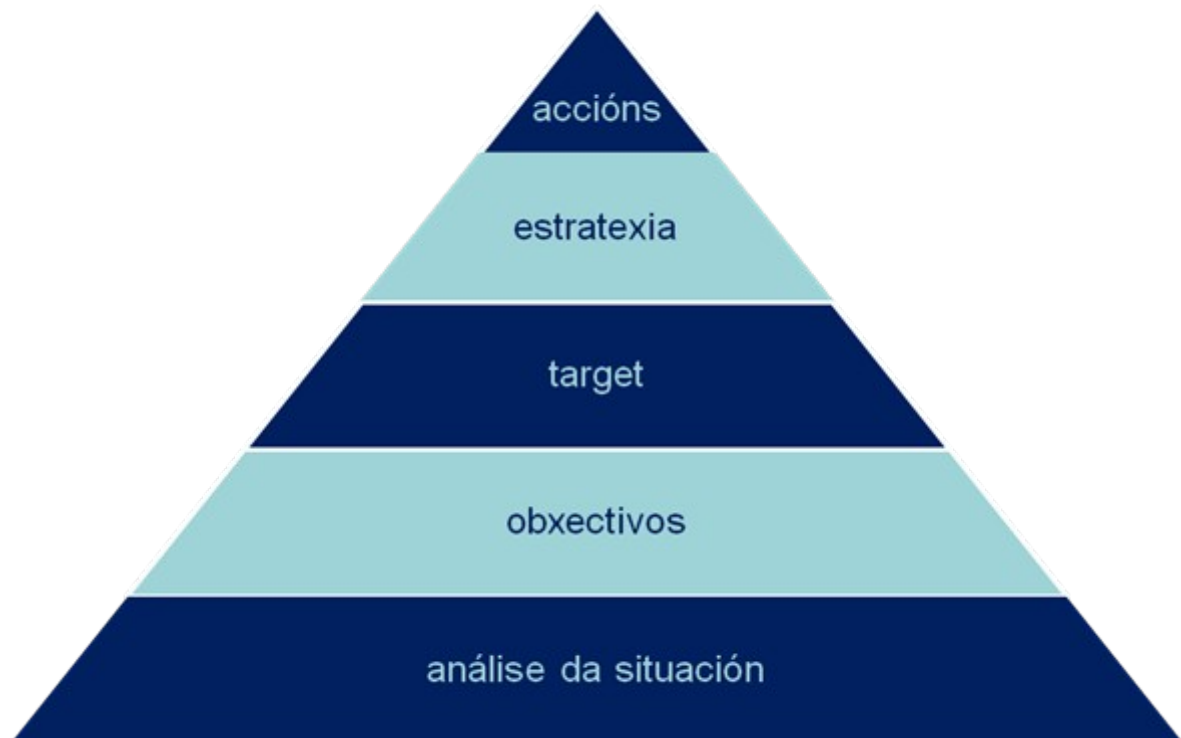 accións
estratexia
target
obxectivos
análise da situación